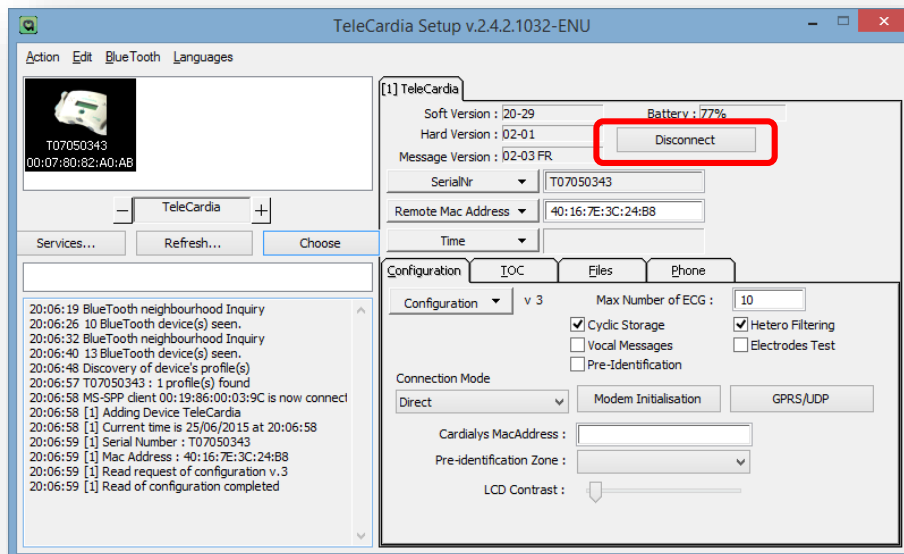 TeleCardia Setup v.2.4.2.1032-ENU
Action Edit BlueTooth Languages
T07050343
00:07:80:82:A0:AB
TeleCardia
Services... Refresh... Choose
20:06:19 BlueTooth neighbourhood Inquiry
20:06:26 10 BlueTooth device(s) seen.
20:06:32 BlueTooth neighbourhood Inquiry
20:06:40 13 BlueTooth device(s) seen.
20:06:48 Discovery of device's profile(s)
20:06:57 T07050343 : 1 profile(s) found
20:06:58 MS-SPP client 00:19:86:00:03:9C is now connect
20:06:58 [1] Adding Device TeleCardia
20:06:58 [1] Current time is 25/06/2015 at 20:06:58
20:06:59 [1] Serial Number : T07050343
20:06:59 [1] Mac Address : 40:16:7E:3C:24:B8
20:06:59 [1] Read request of configuration v.3
20:06:59 [1] Read of configuration completed
[1] TeleCardia
Soft Version : 20-29 Battery : 77%
Hard Version : 02-01 Disconnect
Message Version : 02-03 FR
SerialNr T07050343
Remote Mac Address 40:16:7E:3C:24:B8
Time
Configuration TOC Files Phone
Configuration v 3 Max Number of ECG : 10
Cyclic Storage Hetero Filtering
Vocal Messages Electrodes Test
Pre-Identification
Connection Mode
Direct Modem Initialisation GPRS/UDP
Cardialys MacAddress :
Pre-identification Zone :
LCD Contrast :